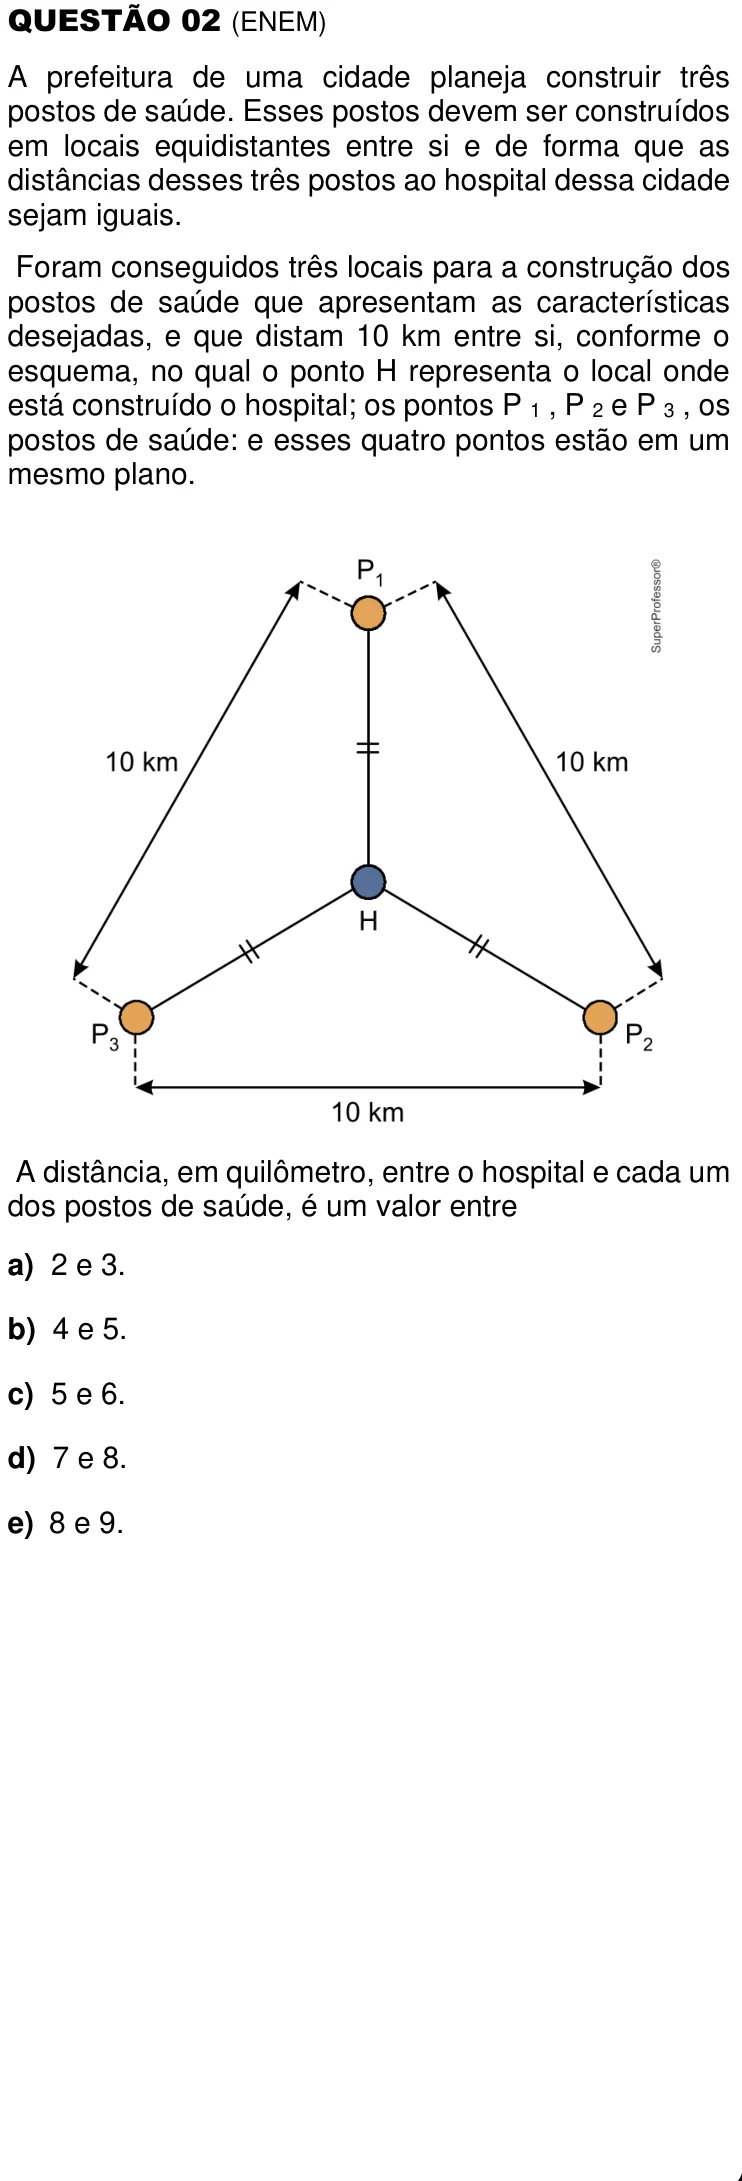 QUESTÃO 02 (ENEM)
A prefeitura de uma cidade planeja construir três
postos de saúde. Esses postos devem ser construídos
em locais equidistantes entre si e de forma que as
distâncias desses três postos ao hospital dessa cidade
sejam iguais.
Foram conseguidos três locais para a construção dos
postos de saúde que apresentam as características
desejadas, e que distam 10 km entre si, conforme o
esquema, no qual o ponto H representa o local onde
está construído o hospital; os pontos P 1 , P 2 e P 3 , os
postos de saúde: e esses quatro pontos estão em um
mesmo plano.
P1
SuperProfessor®
10 km
10 km
H
P3
P2
10 km
A distância, em quilômetro, entre o hospital e cada um
dos postos de saúde, é um valor entre
a) 2 e 3.
b) 4 e 5.
c) 5 e 6.
d) 7 e 8.
e) 8 e 9.